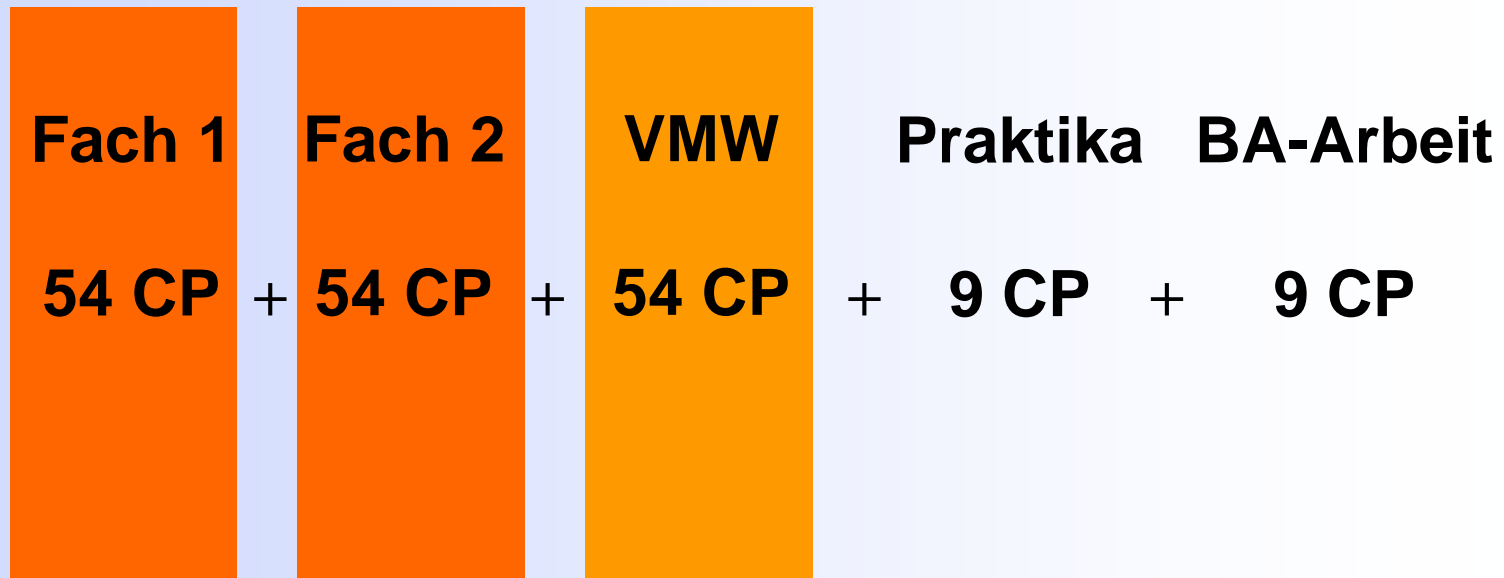 Fach 1 Fach 2 VMW Praktika BA-Arbeit
54 CP + 54 CP + 54 CP + 9 CP + 9 CP